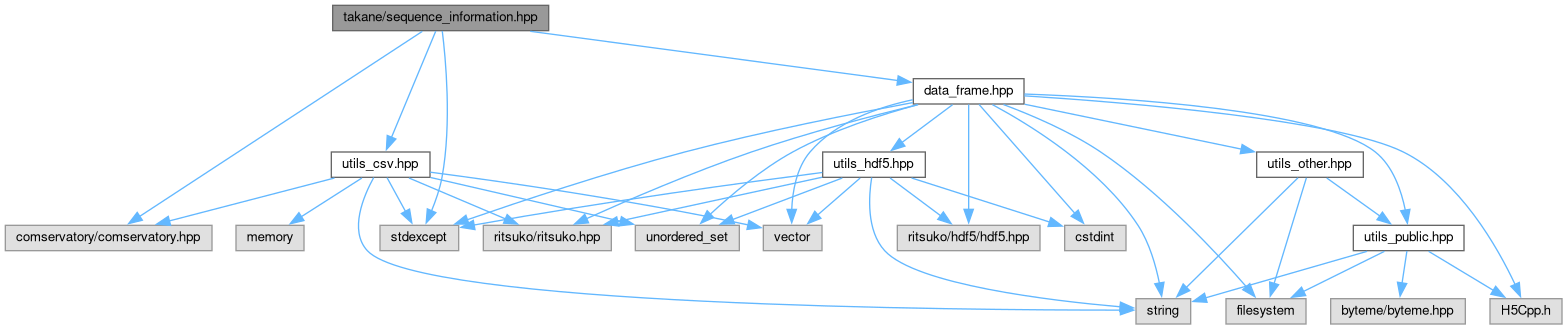 takane/sequence_information.hpp
data_frame.hpp
utils_csv.hpp
utils_hdf5.hpp
utils_other.hpp
comservatory/comservatory.hpp
memory
stdexcept
ritsuko/ritsuko.hpp
unordered_set
vector
ritsuko/hdf5/hdf5.hpp
cstdint
utils_public.hpp
string
filesystem
byteme/byteme.hpp
H5Cpp.h